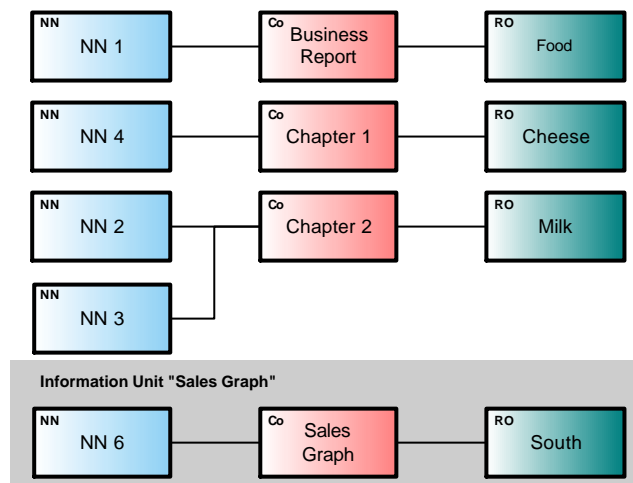 NN
NN 1
Co
Business
Report
RO
Food
NN
NN 4
Co
Chapter 1
RO
Cheese
NN
NN 2
Co
Chapter 2
RO
Milk
NN
NN 3
Information Unit "Sales Graph"
NN
NN 6
Co
Sales
Graph
RO
South